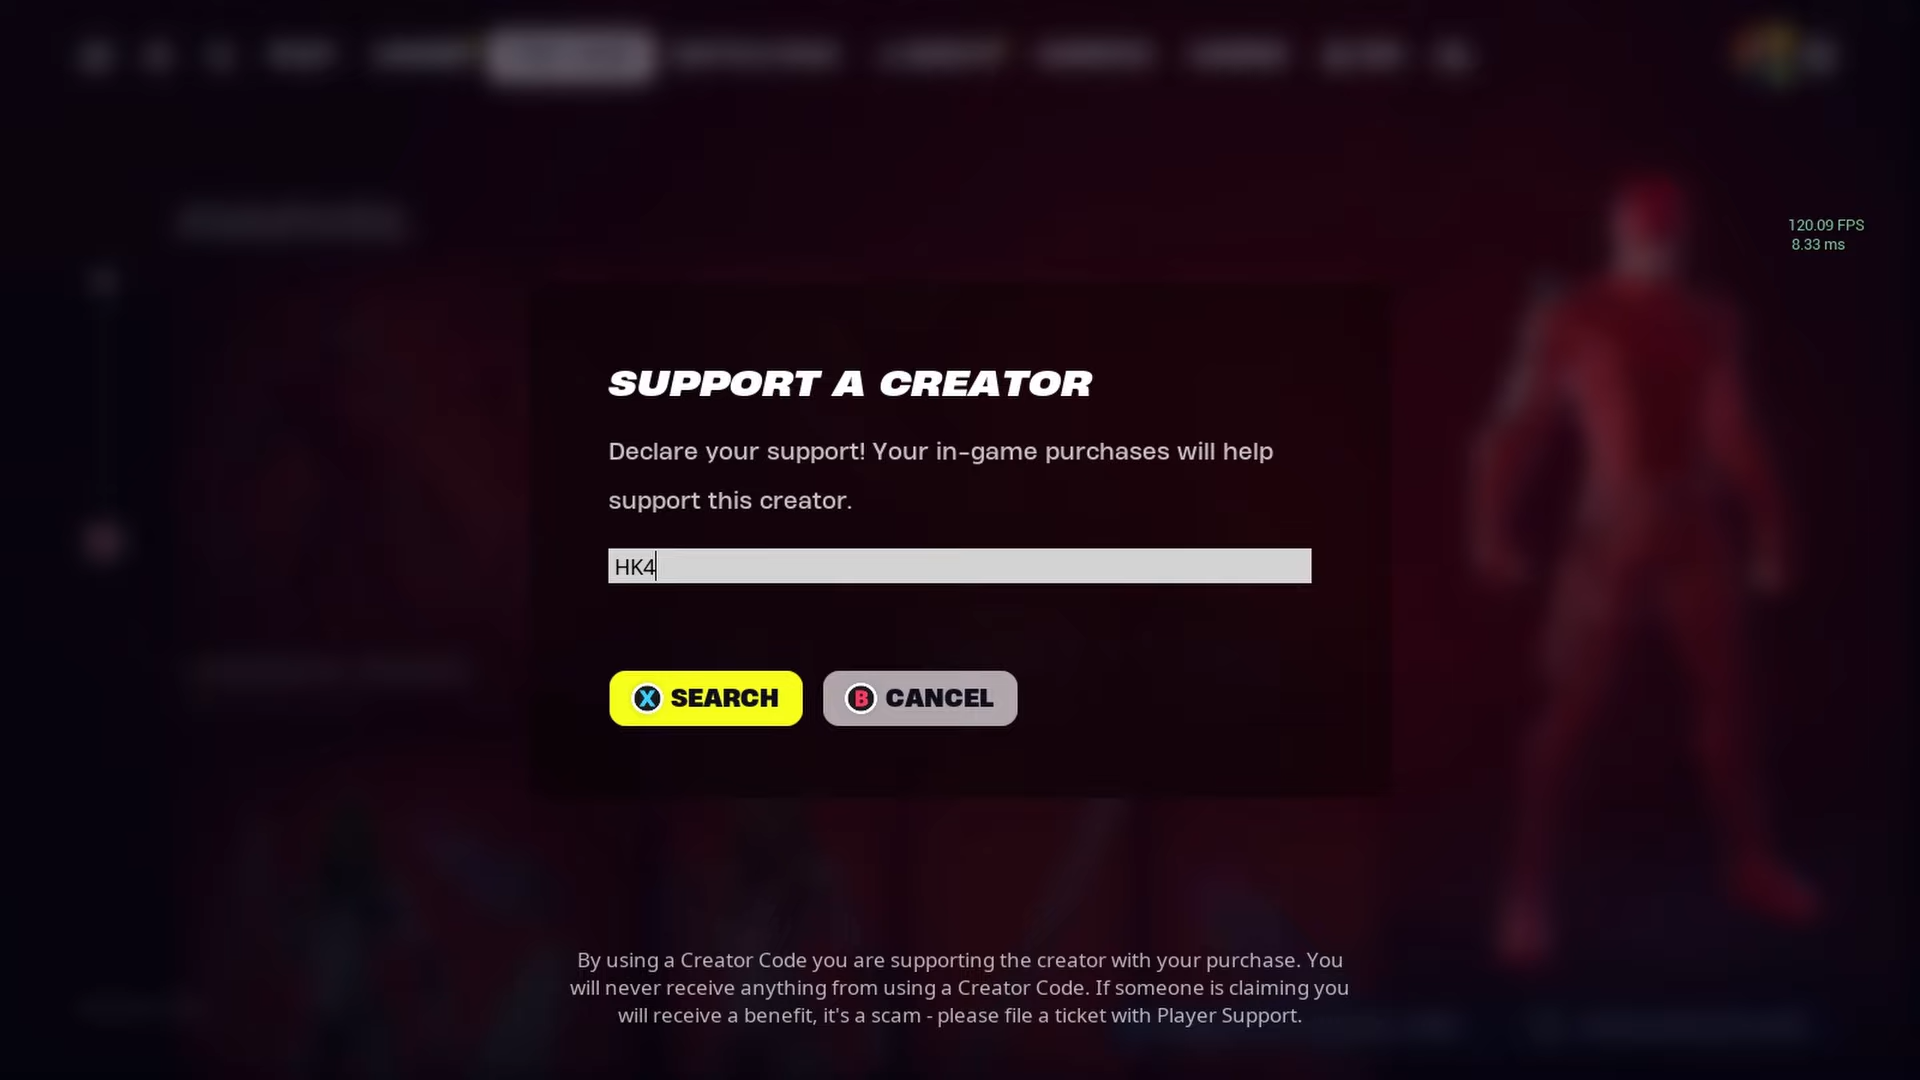 120.09 FPS
8.33 ms
SUPPORT A CREATOR
Declare your support! Your in-game purchases will help
support this creator.
HK4
X SEARCH
B CANCEL
By using a Creator Code you are supporting the creator with your purchase. You
will never receive anything from using a Creator Code. If someone is claiming you
will receive a benefit, it's a scam - please file a ticket with Player Support.